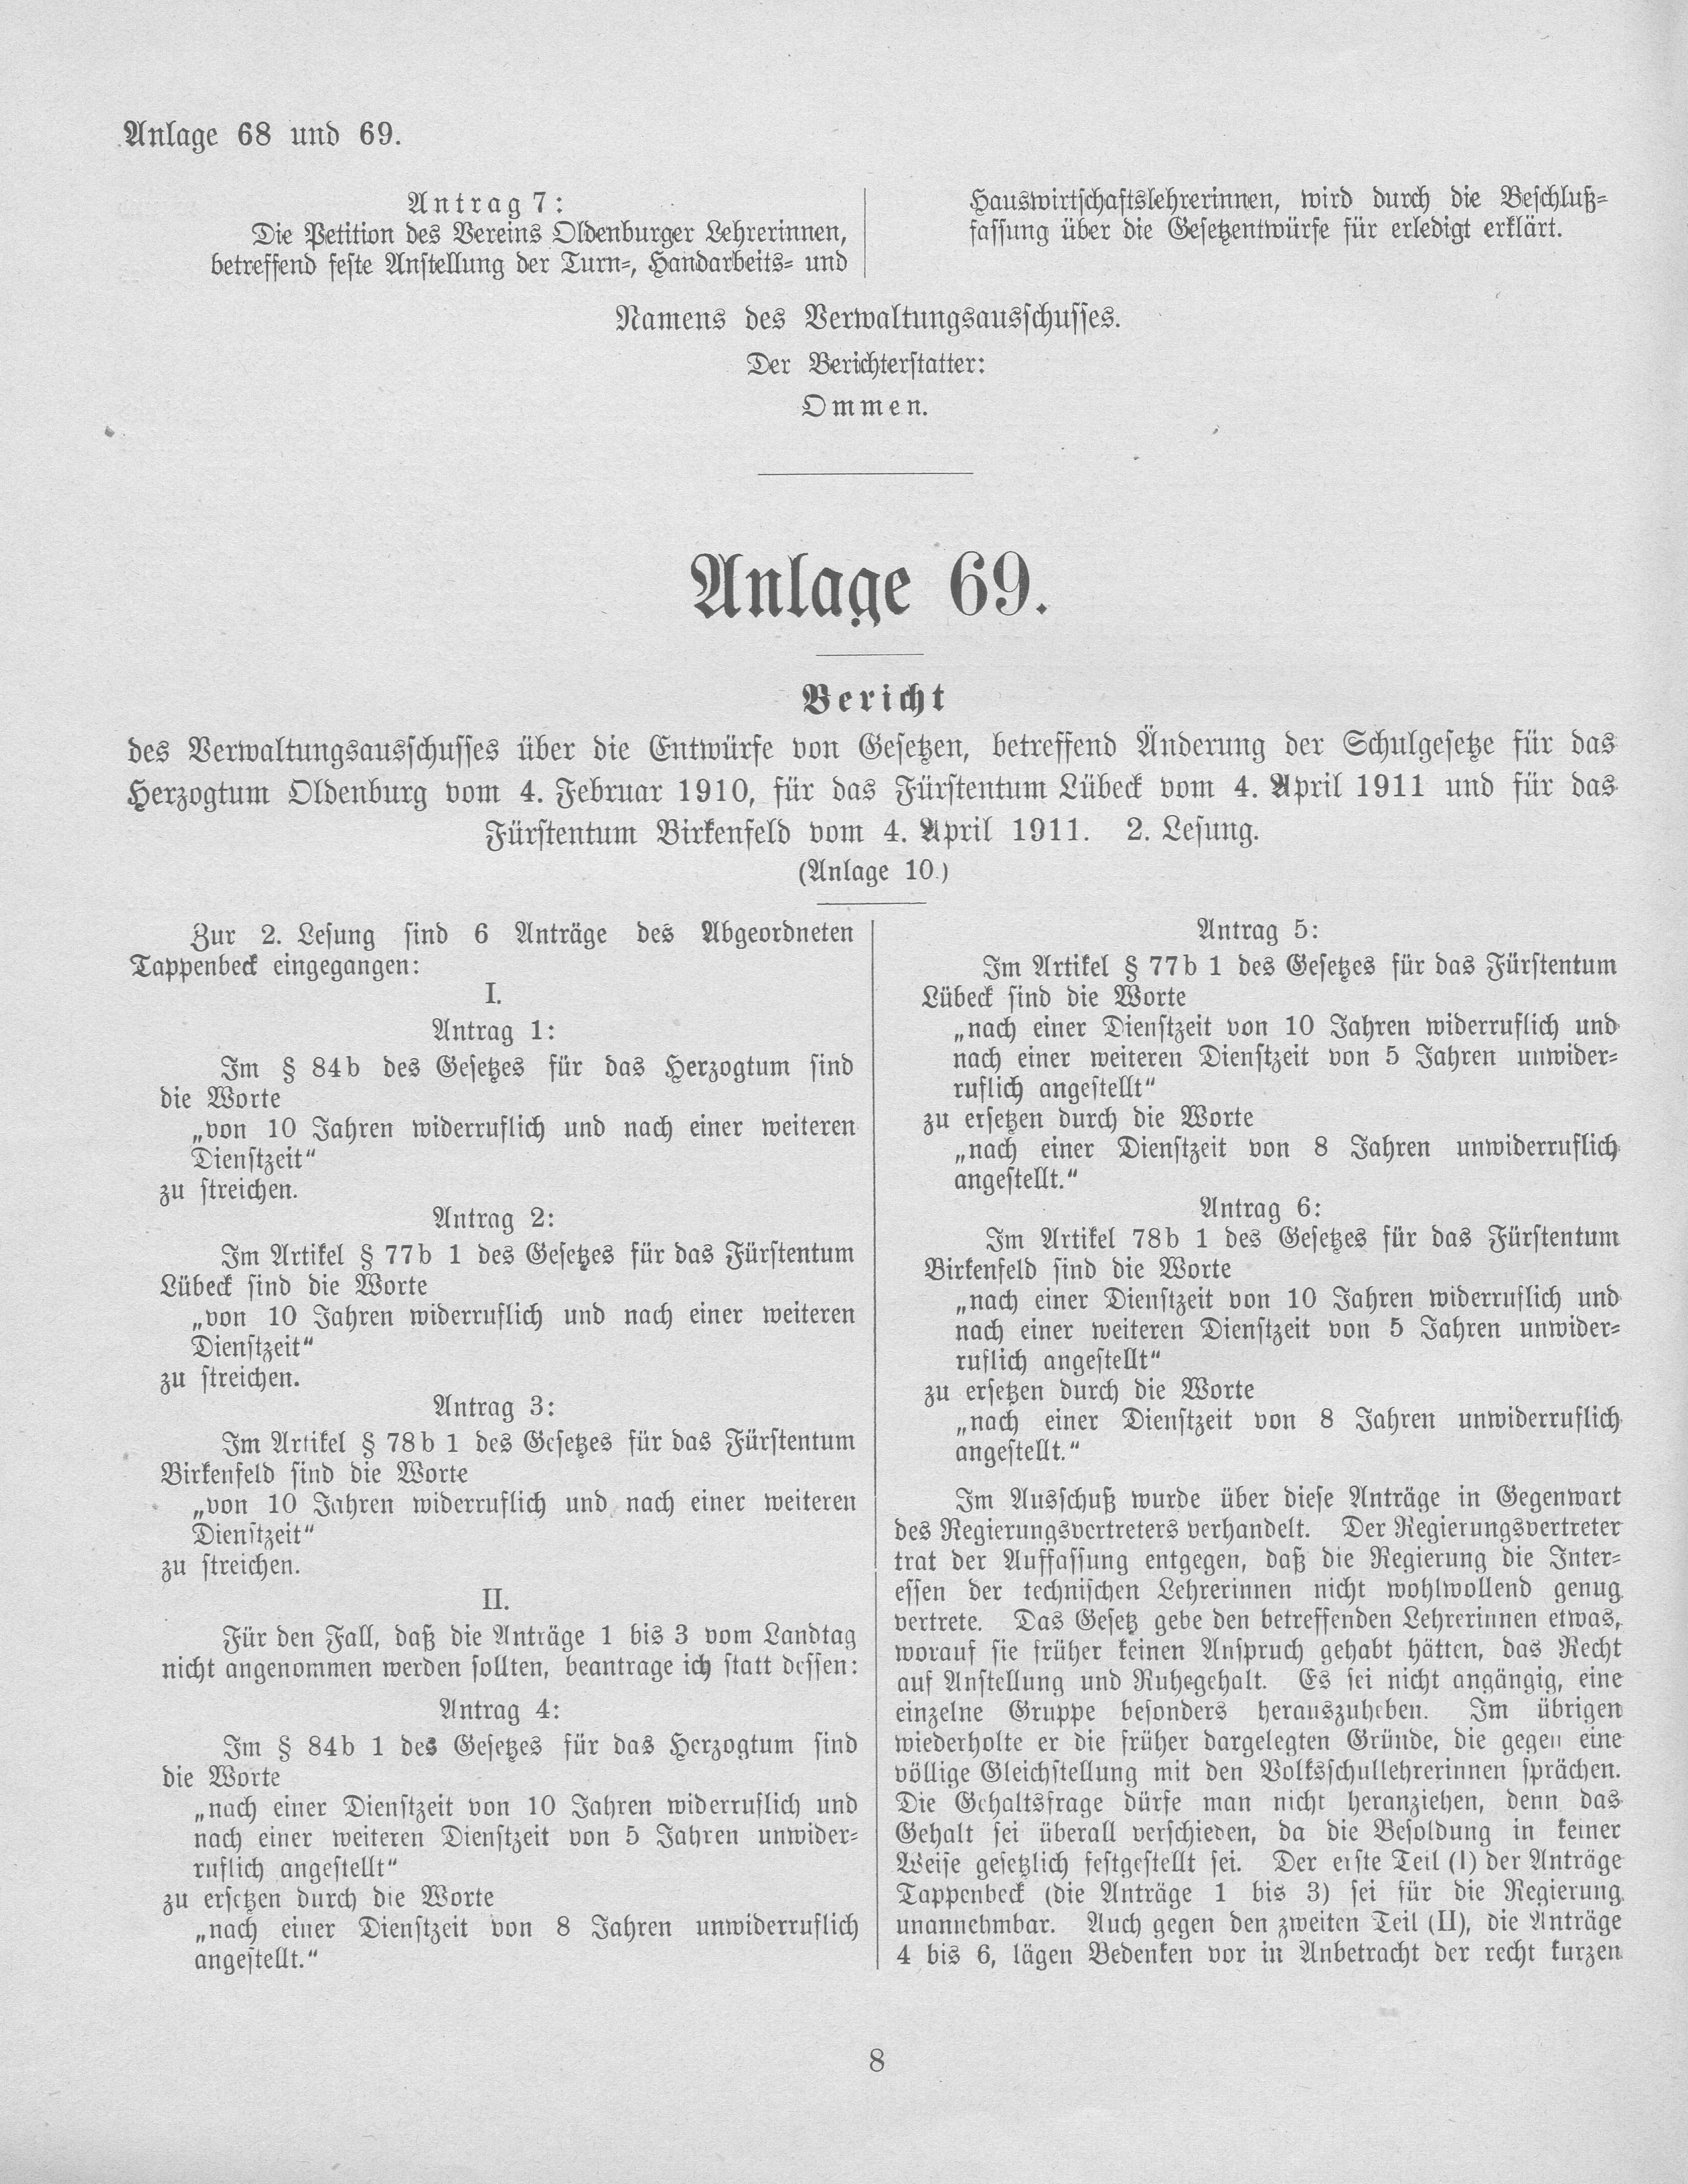 Anlage 68 und 69.
Antrag 7:
Die Petition des Vereins Oldenburger Lehrerinnen,
betreffend feste Anstellung der Turn-, Handarbeits- und
Hauswirtschaftslehrerinnen, wird durch die Beschluß-
fassung über die Gesetzentwürfe für erledigt erklärt.
Namens des Verwaltungsausschusses.
Der Berichterstatter:
Ommen.
Anlage 69.
Bericht
des Verwaltungsausschusses über die Entwürfe von Gesetzen, betreffend Änderung der Schulgesetze für das
Herzogtum Oldenburg vom 4. Februar 1910, für das Fürstentum Lübeck vom 4. April 1911 und für das
Fürstentum Birkenfeld vom 4. April 1911. 2. Lesung.
(Anlage 10.)
Zur 2. Lesung sind 6 Anträge des Abgeordneten
Tappenbeck eingegangen:
I.
Antrag 1:
Im § 84b des Gesetzes für das Herzogtum sind
die Worte
„von 10 Jahren widerruflich und nach einer weiteren
Dienstzeit“
zu streichen.
Antrag 2:
Im Artikel § 77b 1 des Gesetzes für das Fürstentum
Lübeck sind die Worte
„von 10 Jahren widerruflich und nach einer weiteren
Dienstzeit“
zu streichen.
Antrag 3:
Im Artikel § 78b 1 des Gesetzes für das Fürstentum
Birkenfeld sind die Worte
„von 10 Jahren widerruflich und nach einer weiteren
Dienstzeit“
zu streichen.
II.
Für den Fall, daß die Anträge 1 bis 3 vom Landtag
nicht angenommen werden sollten, beantrage ich statt dessen:
Antrag 4:
Im § 84b 1 des Gesetzes für das Herzogtum sind
die Worte
„nach einer Dienstzeit von 10 Jahren widerruflich und
nach einer weiteren Dienstzeit von 5 Jahren unwider-
ruflich angestellt“
zu ersetzen durch die Worte
„nach einer Dienstzeit von 8 Jahren unwiderruflich
angestellt.“
Antrag 5:
Im Artikel § 77b 1 des Gesetzes für das Fürstentum
Lübeck sind die Worte
„nach einer Dienstzeit von 10 Jahren widerruflich und
nach einer weiteren Dienstzeit von 5 Jahren unwider-
ruflich angestellt“
zu ersetzen durch die Worte
„nach einer Dienstzeit von 8 Jahren unwiderruflich
angestellt.“
Antrag 6:
Im Artikel 78b 1 des Gesetzes für das Fürstentum
Birkenfeld sind die Worte
„nach einer Dienstzeit von 10 Jahren widerruflich und
nach einer weiteren Dienstzeit von 5 Jahren unwider-
ruflich angestellt“
zu ersetzen durch die Worte
„nach einer Dienstzeit von 8 Jahren unwiderruflich
angestellt.“
Im Ausschuß wurde über diese Anträge in Gegenwart
des Regierungsvertreters verhandelt. Der Regierungsvertreter
trat der Auffassung entgegen, daß die Regierung die Inter-
essen der technischen Lehrerinnen nicht wohlwollend genug
vertrete. Das Gesetz gebe den betreffenden Lehrerinnen etwas,
worauf sie früher keinen Anspruch gehabt hätten, das Recht
auf Anstellung und Ruhegehalt. Es sei nicht angängig, eine
einzelne Gruppe besonders herauszuheben. Im übrigen
wiederholte er die früher dargelegten Gründe, die gegen eine
völlige Gleichstellung mit den Volksschullehrerinnen sprächen.
Die Gehaltsfrage dürfe man nicht heranziehen, denn das
Gehalt sei überall verschieden, da die Besoldung in keiner
Weise gesetzlich festgestellt sei. Der erste Teil (I) der Anträge
Tappenbeck (die Anträge 1 bis 3) sei für die Regierung
unannehmbar. Auch gegen den zweiten Teil (II), die Anträge
4 bis 6, lägen Bedenken vor in Anbetracht der recht kurzen
8